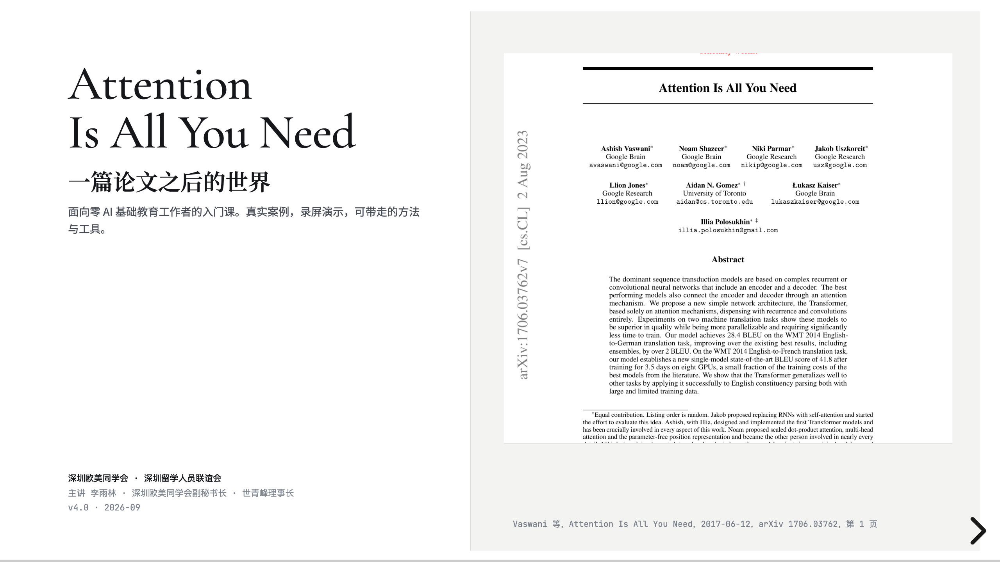 Attention
Is All You Need
一篇论文之后的世界
面向零 AI 基础教育工作者的入门课。真实案例，录屏演示，可带走的方法
与工具。
深圳欧美同学会 · 深圳留学人员联谊会
主讲 李雨林 · 深圳欧美同学会副秘书长 · 世青峰理事长
v4.0 · 2026-09
Attention Is All You Need
arXiv:1706.03762v7 [cs.CL] 2 Aug 2023
Ashish Vaswani* Noam Shazeer* Niki Parmar* Jakob Uszkoreit*
Google Brain Google Brain Google Research Google Research
avaswani@google.com noam@google.com nikip@google.com usz@google.com
Llion Jones* Aidan N. Gomez* † Łukasz Kaiser*
Google Research University of Toronto Google Brain
llion@google.com aidan@cs.toronto.edu lukaszkaiser@google.com
Illia Polosukhin* ‡
illia.polosukhin@gmail.com
Abstract
The dominant sequence transduction models are based on complex recurrent or
convolutional neural networks that include an encoder and a decoder. The best
performing models also connect the encoder and decoder through an attention
mechanism. We propose a new simple network architecture, the Transformer,
based solely on attention mechanisms, dispensing with recurrence and convolutions
entirely. Experiments on two machine translation tasks show these models to
be superior in quality while being more parallelizable and requiring significantly
less time to train. Our model achieves 28.4 BLEU on the WMT 2014 English-
to-German translation task, improving over the existing best results, including
ensembles, by over 2 BLEU. On the WMT 2014 English-to-French translation task,
our model establishes a new single-model state-of-the-art BLEU score of 41.8 after
training for 3.5 days on eight GPUs, a small fraction of the training costs of the
best models from the literature. We show that the Transformer generalizes well to
other tasks by applying it successfully to English constituency parsing both with
large and limited training data.
*Equal contribution. Listing order is random. Jakob proposed replacing RNNs with self-attention and started
the effort to evaluate this idea. Ashish, with Illia, designed and implemented the first Transformer models and
has been crucially involved in every aspect of this work. Noam proposed scaled dot-product attention, multi-head
attention and the parameter-free position representation and became the other person involved in nearly every
Vaswani 等, Attention Is All You Need, 2017-06-12, arXiv 1706.03762, 第 1 页